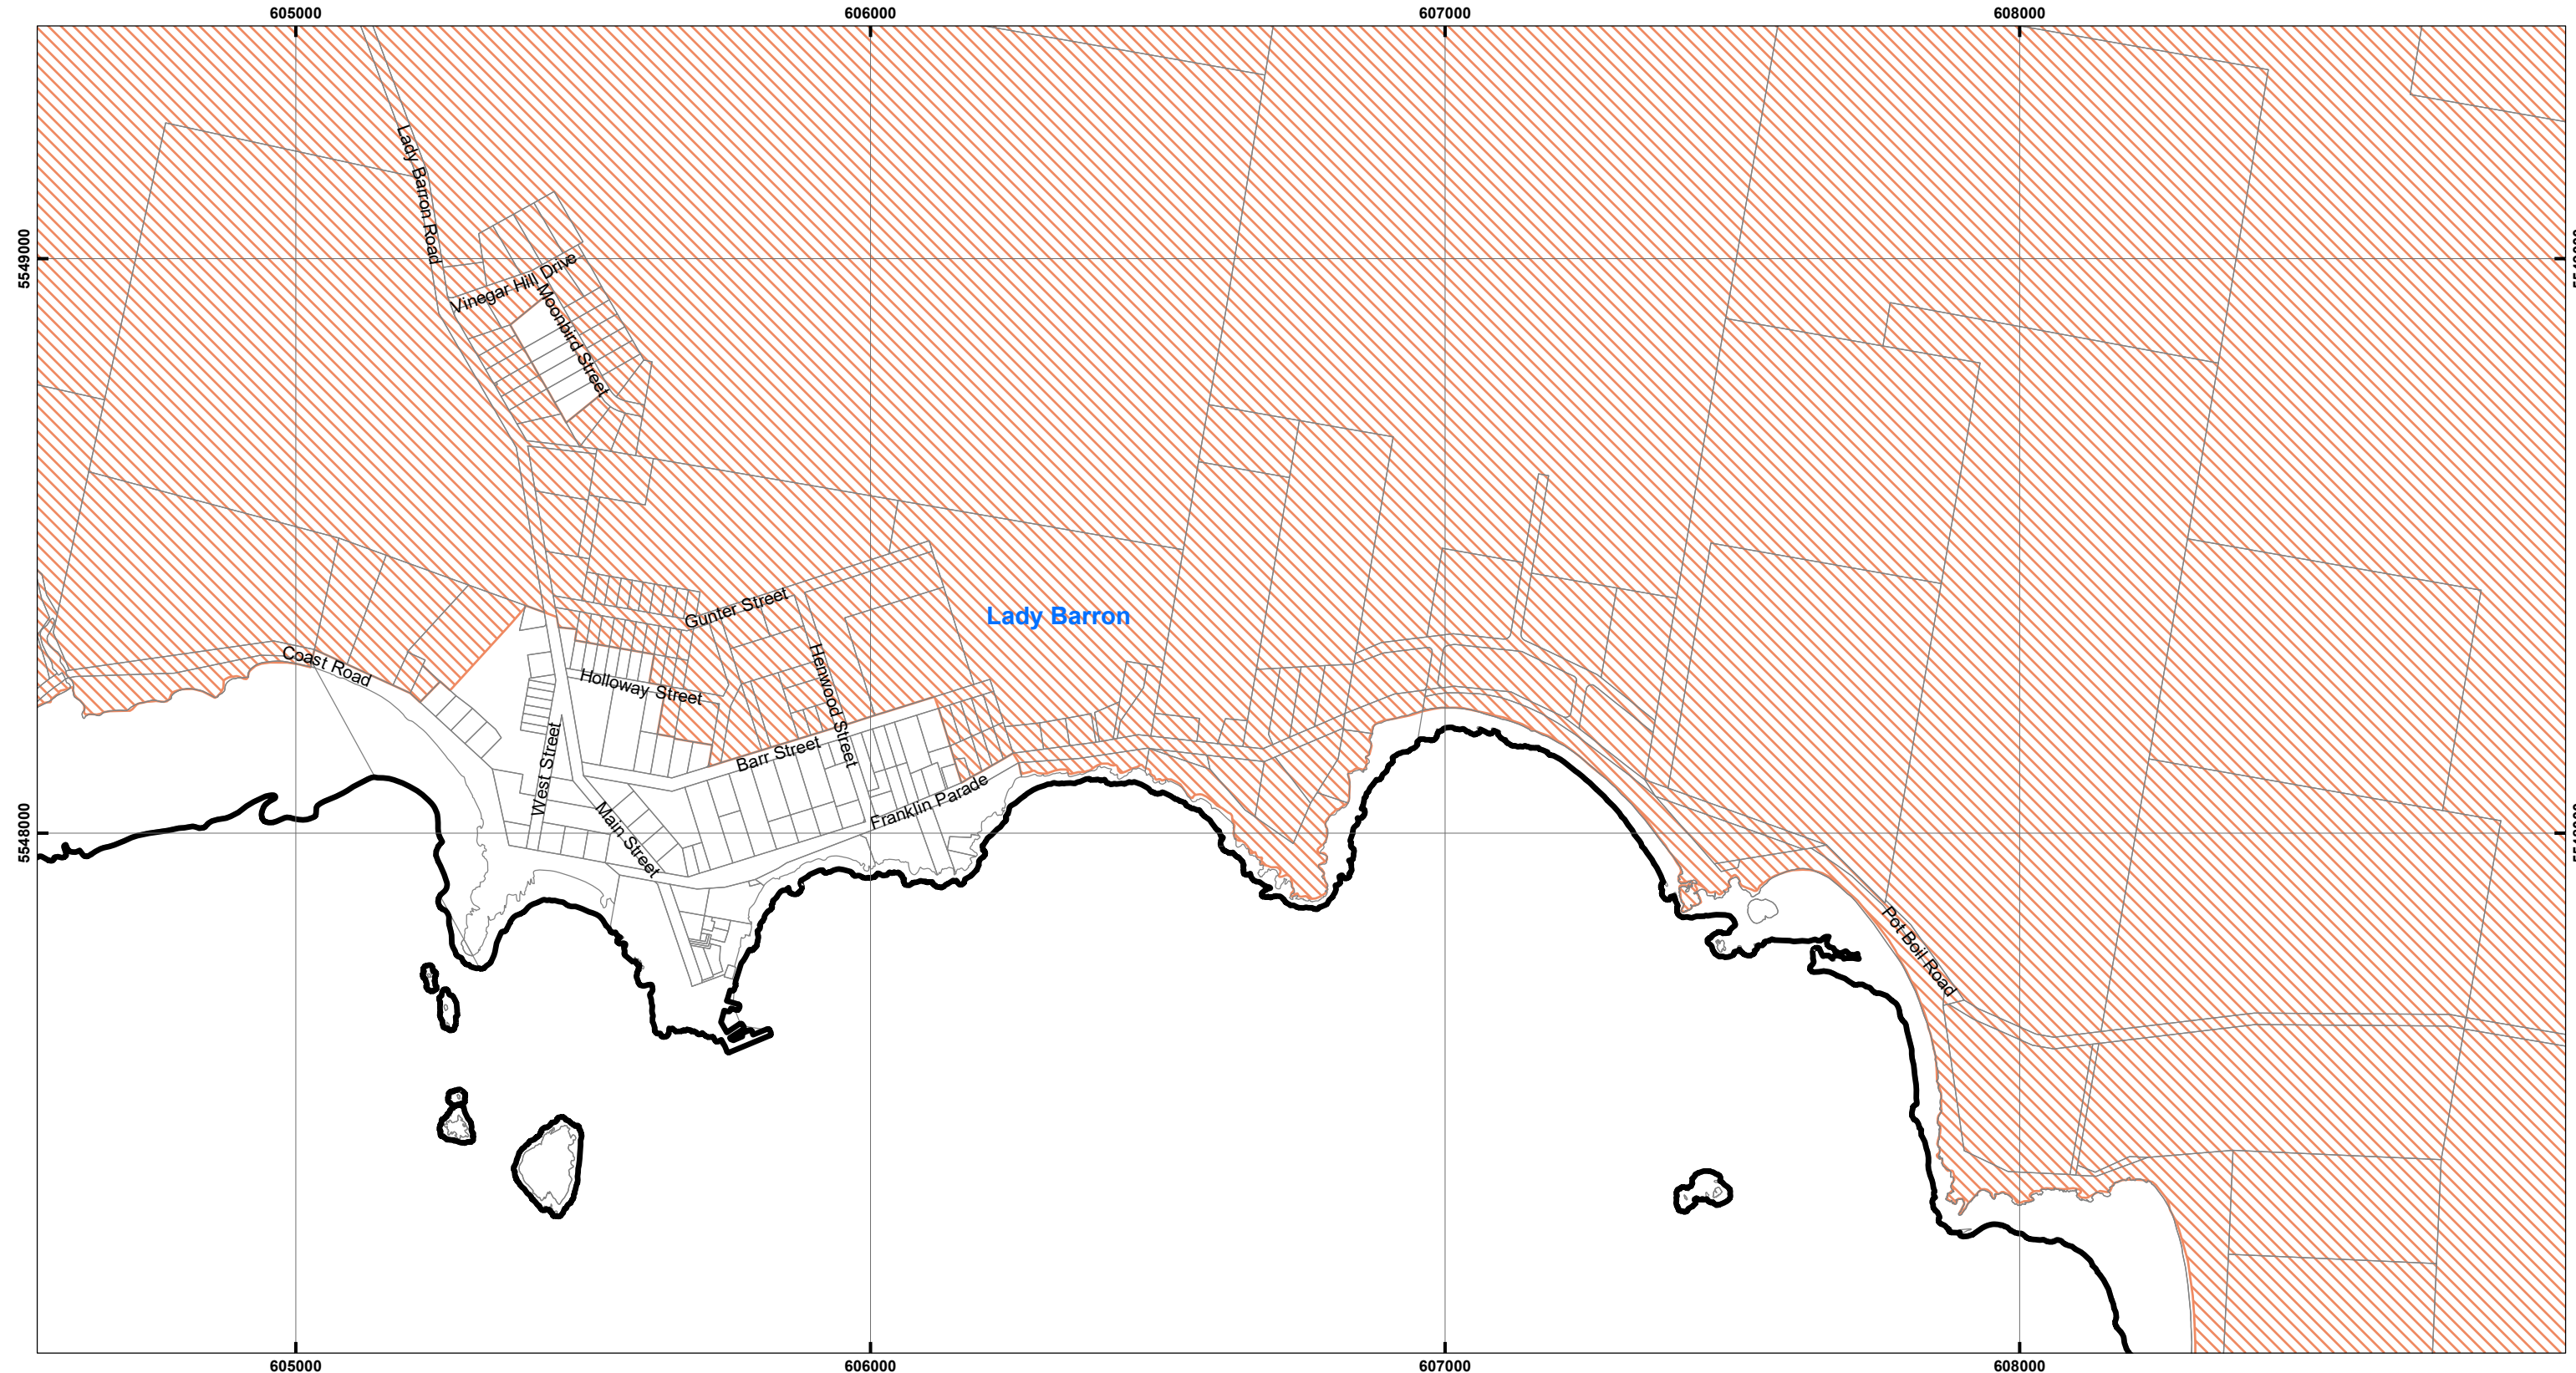 605000 606000 607000 608000
Lady Barron Road
5549000
Vinegar Hill Drive
Moonbird Street
Gunter Street
Lady Barron
Henwood Street
Coast Road
Holloway Street
West Street
Barr Street
Main Street
Franklin Parade
5548000
Pot Boil Road
605000 606000 607000 608000